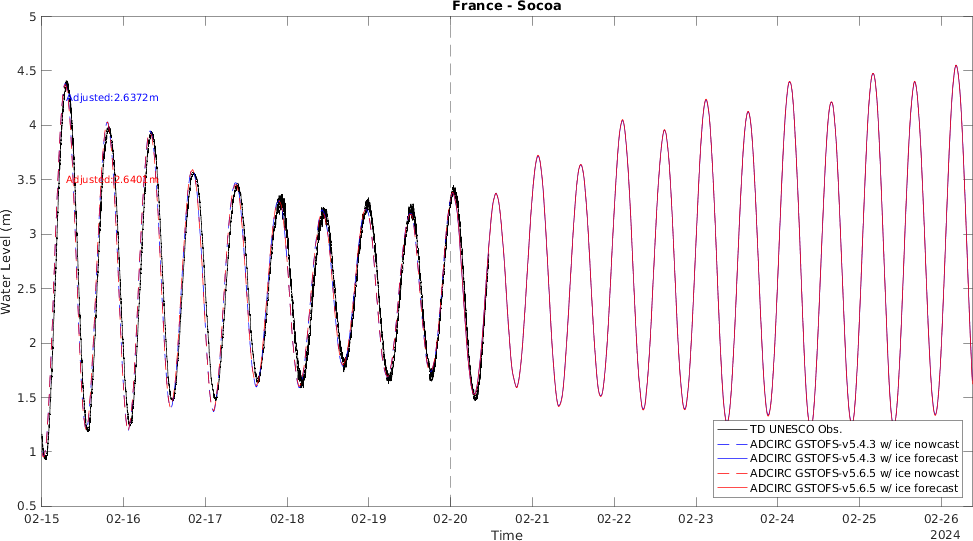 France - Socoa
Water Level (m)
5
4.5
4
3.5
3
2.5
2
1.5
1
0.5
Adjusted:2.6372m
TD UNESCO Obs.
ADCIRC GSTOFS-v5.4.3 w/ ice nowcast
ADCIRC GSTOFS-v5.4.3 w/ ice forecast
ADCIRC GSTOFS-v5.6.5 w/ ice nowcast
ADCIRC GSTOFS-v5.6.5 w/ ice forecast
02-15 02-16 02-17 02-18 02-19 02-20 02-21 02-22 02-23 02-24 02-25 02-26
Time
2024